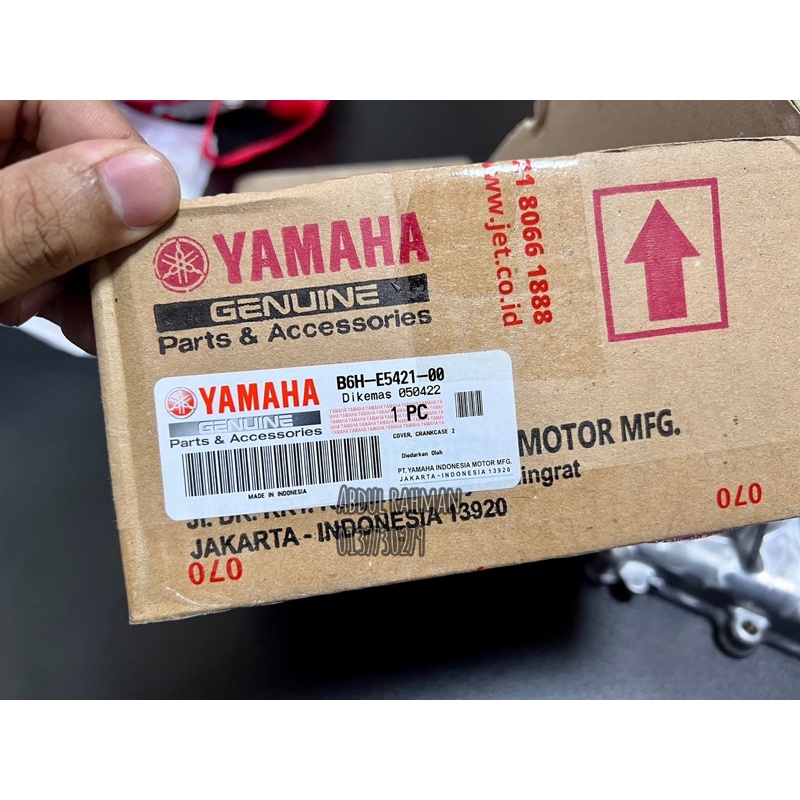 YAMAHA
GENUINE
Parts & Accessories
71 8066 1888
www.jet.co.id
YAMAHA
GENUINE
Parts & Accessories
B6H-E5421-00
Dikemas 050422
1 PC
COVER, CRANKCASE 2
Diedarkan Oleh
PT.YAMAHA INDONESIA MOTOR MFG.
JAKARTA-INDONESIA 13920
MADE IN INDONESIA
MOTOR MFG.
JAKARTA - INDONESIA 13920
070
070
ABDUL RAHMAN
0137730279